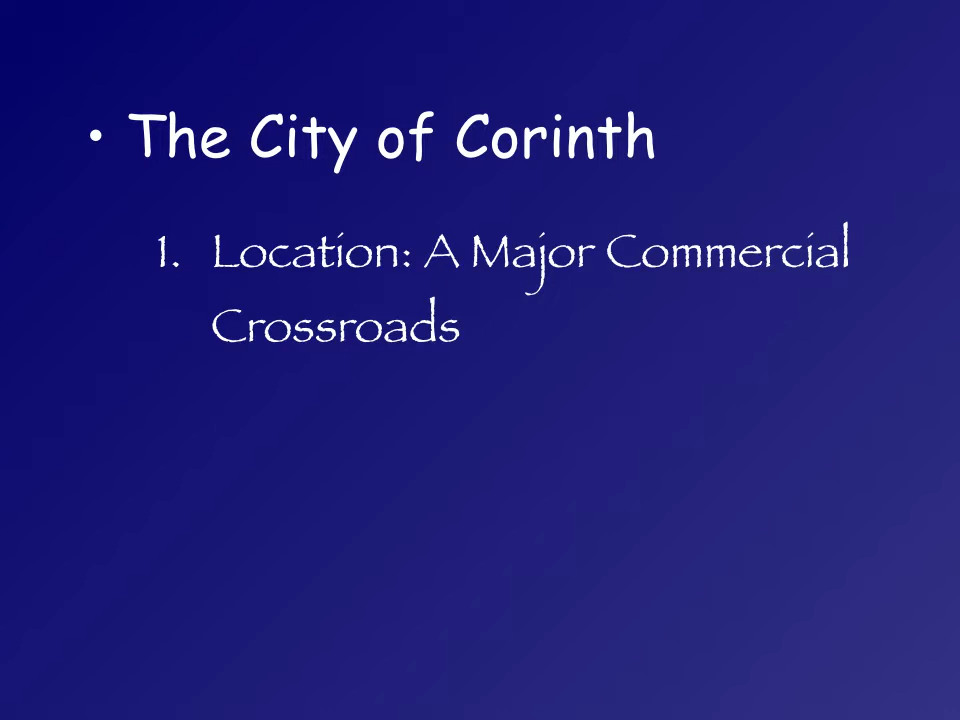 • The City of Corinth
1. Location: A Major Commercial
Crossroads